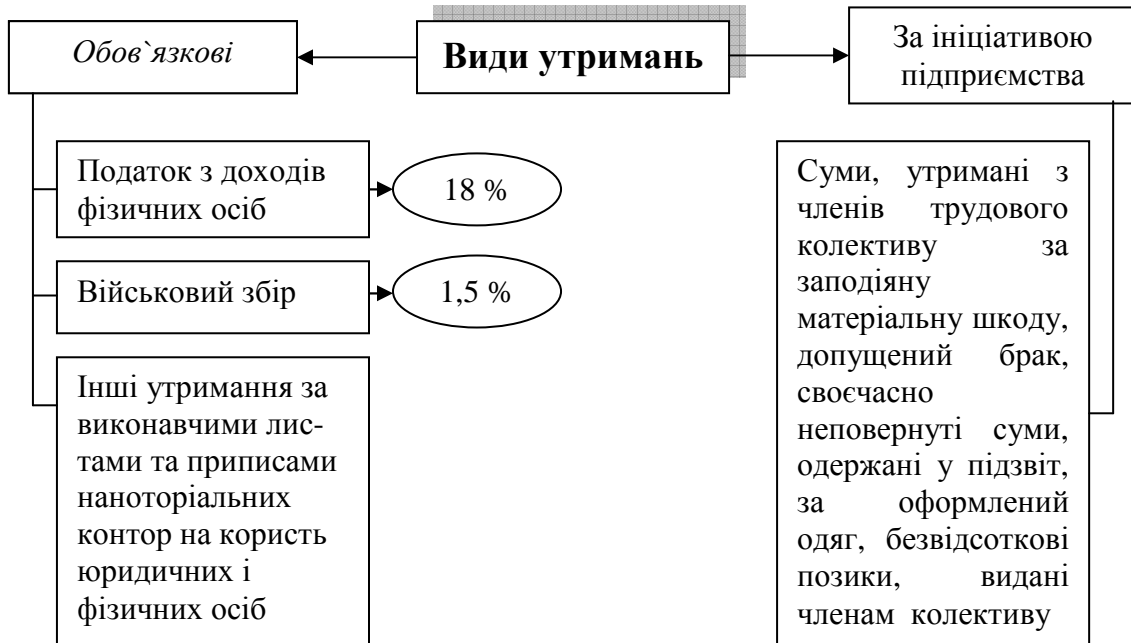 Види утримань
Обов`язкові
Податок з доходів
фізичних осіб
18 %
Військовий збір
1,5 %
Інші утримання за
виконавчими лис-
тами та приписами
наноторіальних
контор на користь
юридичних і
фізичних осіб
За ініціативою
підприємства
Суми, утримані з
членів трудового
колективу за
заподіяну
матеріальну шкоду,
допущений брак,
своєчасно
неповернуті суми,
одержані у підзвіт,
за оформлений
одяг, безвідсоткові
позики, видані
членам колективу